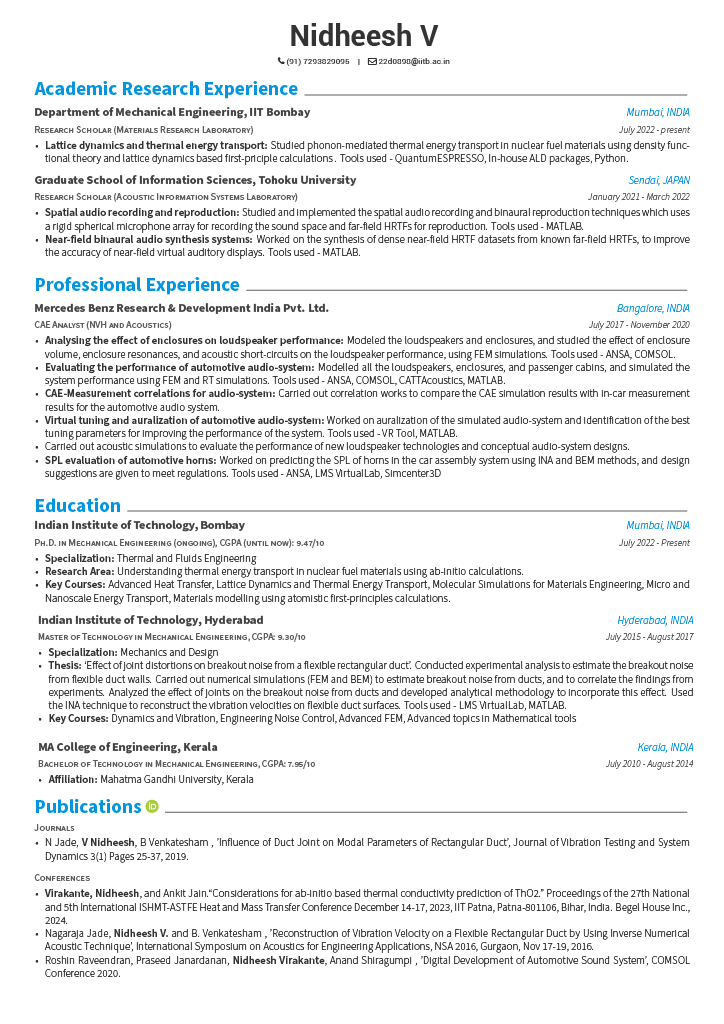 Nidheesh V
(91) 7293829095 | 22d0898@iitb.ac.in
Academic Research Experience
Department of Mechanical Engineering, IIT Bombay Mumbai, INDIA
Research Scholar (Materials Research Laboratory) July 2022 - present
• Lattice dynamics and thermal energy transport: Studied phonon-mediated thermal energy transport in nuclear fuel materials using density func-
tional theory and lattice dynamics based first-priciple calculations. Tools used - QuantumESPRESSO, In-house ALD packages, Python.
Graduate School of Information Sciences, Tohoku University Sendai, JAPAN
Research Scholar (Acoustic Information Systems Laboratory) January 2021 - March 2022
• Spatial audio recording and reproduction: Studied and implemented the spatial audio recording and binaural reproduction techniques which uses
a rigid spherical microphone array for recording the sound space and far-field HRTFs for reproduction. Tools used - MATLAB.
• Near-field binaural audio synthesis systems: Worked on the synthesis of dense near-field HRTF datasets from known far-field HRTFs, to improve
the accuracy of near-field virtual auditory displays. Tools used - MATLAB.
Professional Experience
Mercedes Benz Research & Development India Pvt. Ltd. Bangalore, INDIA
CAE Analyst (NVH and Acoustics) July 2017 - November 2020
• Analysing the effect of enclosures on loudspeaker performance: Modeled the loudspeakers and enclosures, and studied the effect of enclosure
volume, enclosure resonances, and acoustic short-circuits on the loudspeaker performance, using FEM simulations. Tools used - ANSA, COMSOL.
• Evaluating the performance of automotive audio-system: Modelled all the loudspeakers, enclosures, and passenger cabins, and simulated the
system performance using FEM and RT simulations. Tools used - ANSA, COMSOL, CATTAcoustics, MATLAB.
• CAE-Measurement correlations for audio-system: Carried out correlation works to compare the CAE simulation results with in-car measurement
results for the automotive audio system.
• Virtual tuning and auralization of automotive audio-system: Worked on auralization of the simulated audio-system and identification of the best
tuning parameters for improving the performance of the system. Tools used - VR Tool, MATLAB.
• Carried out acoustic simulations to evaluate the performance of new loudspeaker technologies and conceptual audio-system designs.
• SPL evaluation of automotive horns: Worked on predicting the SPL of horns in the car assembly system using INA and BEM methods, and design
suggestions are given to meet regulations. Tools used - ANSA, LMS VirtualLab, Simcenter3D
Education
Indian Institute of Technology, Bombay Mumbai, INDIA
Ph.D. in Mechanical Engineering (ongoing), CGPA (until now): 9.47/10 July 2022 - Present
• Specialization: Thermal and Fluids Engineering
• Research Area: Understanding thermal energy transport in nuclear fuel materials using ab-initio calculations.
• Key Courses: Advanced Heat Transfer, Lattice Dynamics and Thermal Energy Transport, Molecular Simulations for Materials Engineering, Micro and
Nanoscale Energy Transport, Materials modelling using atomistic first-principles calculations.
Indian Institute of Technology, Hyderabad Hyderabad, INDIA
Master of Technology in Mechanical Engineering, CGPA: 9.30/10 July 2015 - August 2017
• Specialization: Mechanics and Design
• Thesis: 'Effect of joint distortions on breakout noise from a flexible rectangular duct'. Conducted experimental analysis to estimate the breakout noise
from flexible duct walls. Carried out numerical simulations (FEM and BEM) to estimate breakout noise from ducts, and to correlate the findings from
experiments. Analyzed the effect of joints on the breakout noise from ducts and developed analytical methodology to incorporate this effect. Used
the INA technique to reconstruct the vibration velocities on flexible duct surfaces. Tools used - LMS VirtualLab, MATLAB.
• Key Courses: Dynamics and Vibration, Engineering Noise Control, Advanced FEM, Advanced topics in Mathematical tools
MA College of Engineering, Kerala Kerala, INDIA
Bachelor of Technology in Mechanical Engineering, CGPA: 7.95/10 July 2010 - August 2014
• Affiliation: Mahatma Gandhi University, Kerala
Publications iD
Journals
• N Jade, V Nidheesh, B Venkatesham , 'Influence of Duct Joint on Modal Parameters of Rectangular Duct', Journal of Vibration Testing and System
Dynamics 3(1) Pages 25-37, 2019.
Conferences
• Virakante, Nidheesh, and Ankit Jain."Considerations for ab-initio based thermal conductivity prediction of ThO2." Proceedings of the 27th National
and 5th International ISHMT-ASTFE Heat and Mass Transfer Conference December 14-17, 2023, IIT Patna, Patna-801106, Bihar, India. Begel House Inc.,
2024.
• Nagaraja Jade, Nidheesh V. and B. Venkatesham , 'Reconstruction of Vibration Velocity on a Flexible Rectangular Duct by Using Inverse Numerical
Acoustic Technique', International Symposium on Acoustics for Engineering Applications, NSA 2016, Gurgaon, Nov 17-19, 2016.
• Roshin Raveendran, Praseed Janardanan, Nidheesh Virakante, Anand Shiragumpi , 'Digital Development of Automotive Sound System', COMSOL
Conference 2020.